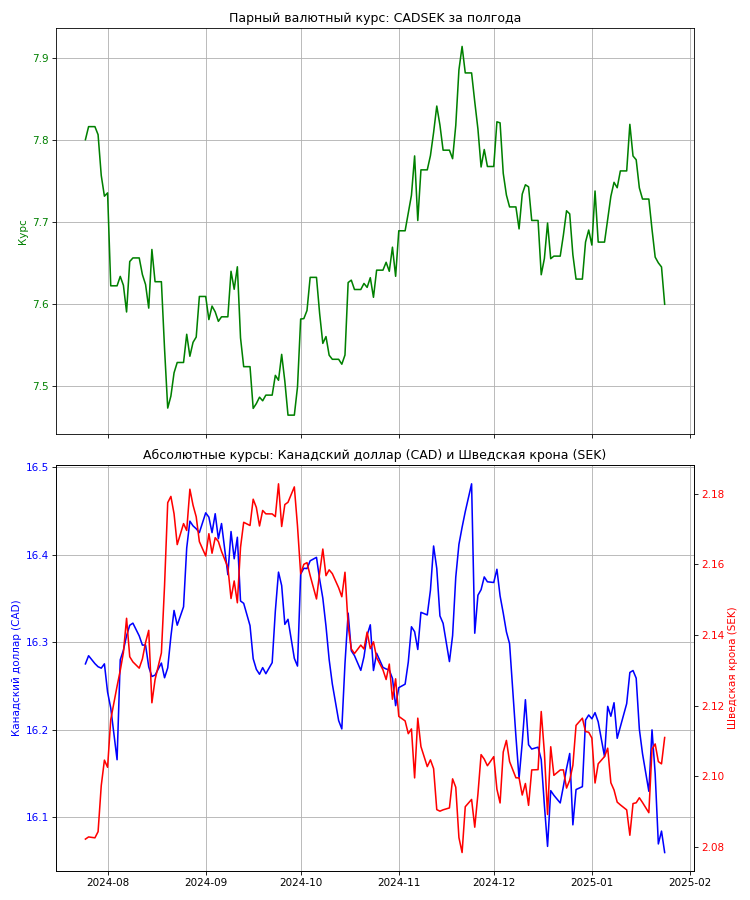 Парный валютный курс: CADSEK за полгода
Курс
7.9
7.8
7.7
7.6
7.5
Абсолютные курсы: Канадский доллар (CAD) и Шведская крона (SEK)
Канадский доллар (CAD)
16.5
16.4
16.3
16.2
16.1
2.18
2.16
2.14
2.12
2.10
2.08
Шведская крона (SEK)
2024-08 2024-09 2024-10 2024-11 2024-12 2025-01 2025-02